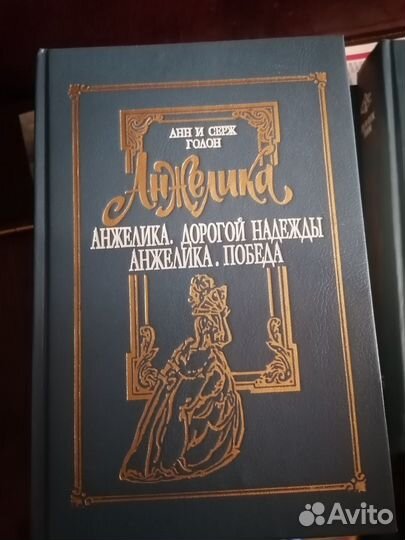 АНН И СЕРЖ
ГОЛОН
Анжелика
АНЖЕЛИКА. ДОРОГОЙ НАДЕЖДЫ
АНЖЕЛИКА. ПОБЕДА
Avito